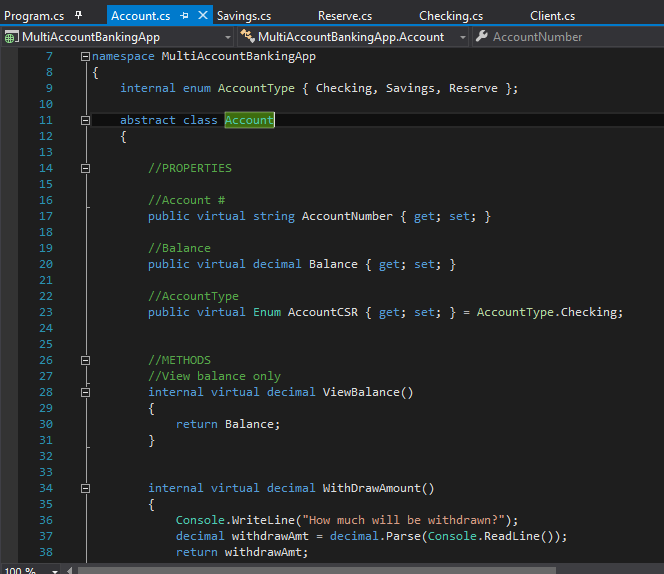 Program.cs Account.cs Savings.cs Reserve.cs Checking.cs Client.cs
MultiAccountBankingApp MultiAccountBankingApp.Account AccountNumber
7 namespace MultiAccountBankingApp
8 {
9 internal enum AccountType { Checking, Savings, Reserve };
10
11 abstract class Account
12 {
13
14 //PROPERTIES
15
16 //Account #
17 public virtual string AccountNumber { get; set; }
18
19 //Balance
20 public virtual decimal Balance { get; set; }
21
22 //AccountType
23 public virtual Enum AccountCSR { get; set; } = AccountType.Checking;
24
25
26 //METHODS
27 //View balance only
28 internal virtual decimal ViewBalance()
29 {
30 return Balance;
31 }
32
33
34 internal virtual decimal WithDrawAmount()
35 {
36 Console.WriteLine("How much will be withdrawn?");
37 decimal withdrawAmt = decimal.Parse(Console.ReadLine());
38 return withdrawAmt;
100 %